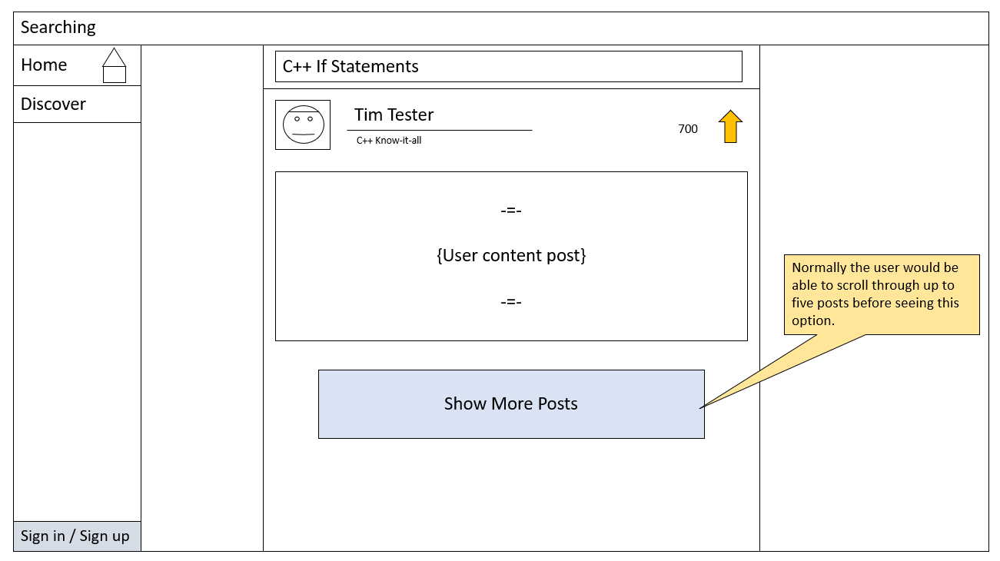 Searching
Home
Discover
C++ If Statements
Tim Tester
C++ Know-it-all
700
-=-
{User content post}
-=-
Normally the user would be
able to scroll through up to
five posts before seeing this
option.
Show More Posts
Sign in / Sign up